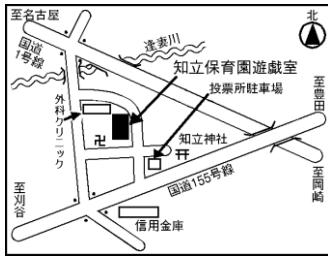 至名古屋
北
国道
1号線
逢妻川
知立保育園遊戯室
投票所駐車場
至豊田
外科クリニック
卍
知立神社
至岡崎
国道155号線
至刈谷
信用金庫